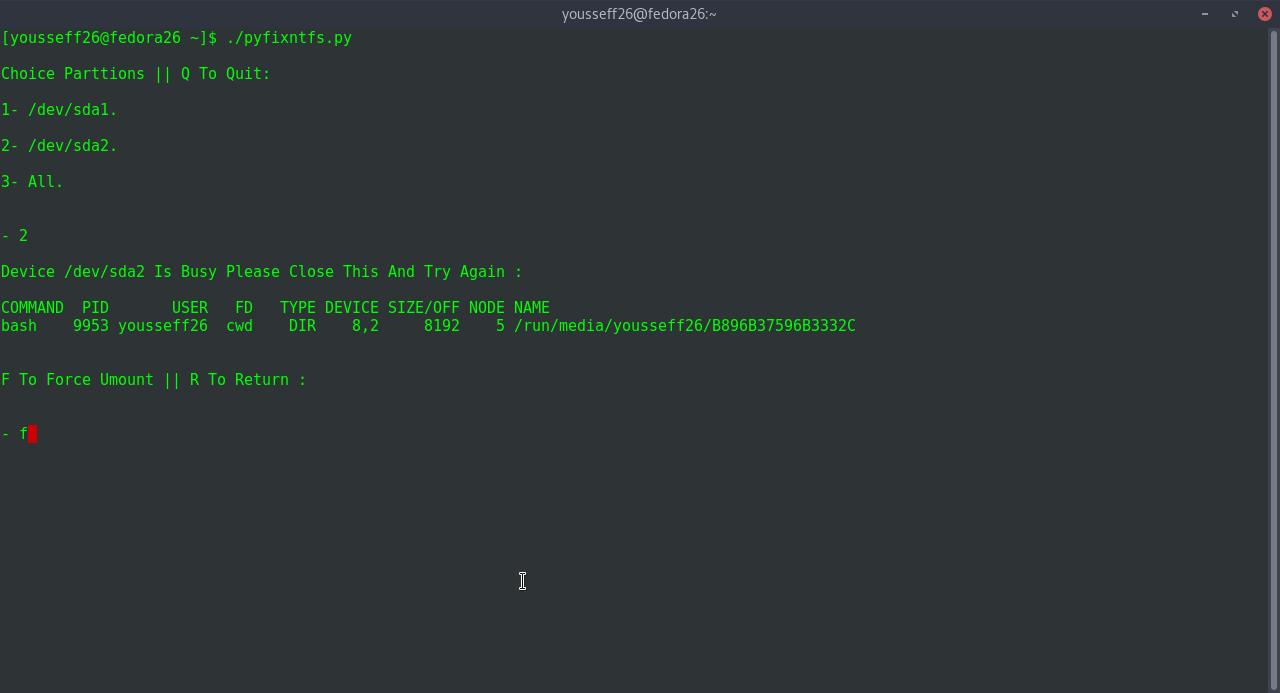 yousseff26@fedora26:~
[yousseff26@fedora26 ~]$ ./pyfixntfs.py
Choice Parttions || Q To Quit:
1- /dev/sda1.
2- /dev/sda2.
3- All.
- 2
Device /dev/sda2 Is Busy Please Close This And Try Again :
COMMAND  PID       USER   FD   TYPE DEVICE SIZE/OFF NODE NAME
bash    9953 yousseff26  cwd    DIR    8,2     8192    5 /run/media/yousseff26/B896B37596B3332C
F To Force Umount || R To Return :
- f